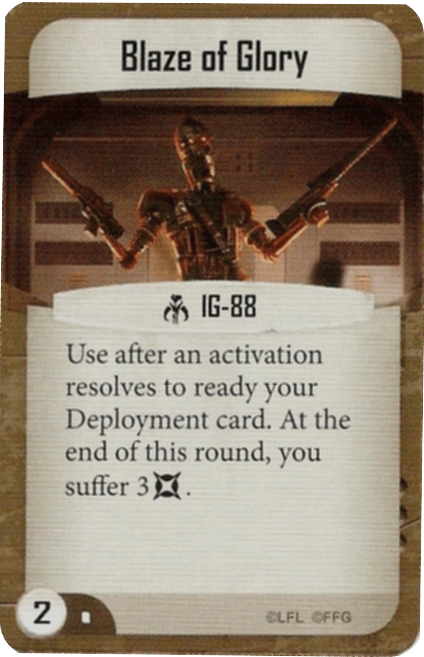 Blaze of Glory
IG-88
Use after an activation
resolves to ready your
Deployment card. At the
end of this round, you
suffer 3 .
2
©LFL ©FFG